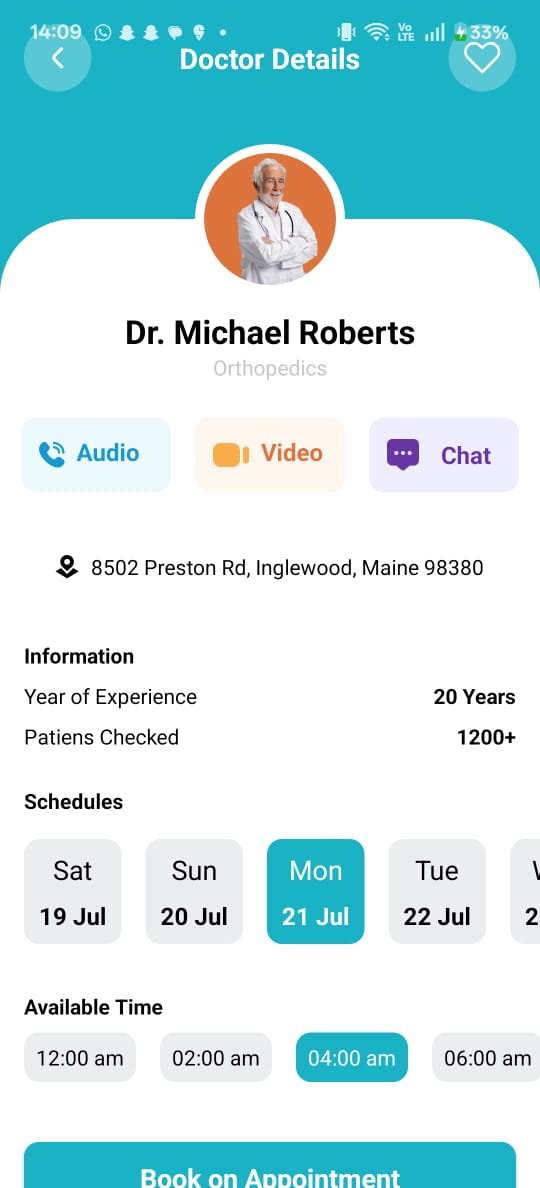 14:09 Vo LTE 33%
Doctor Details
Dr. Michael Roberts
Orthopedics
Audio Video Chat
8502 Preston Rd, Inglewood, Maine 98380
Information
Year of Experience 20 Years
Patiens Checked 1200+
Schedules
Sat Sun Mon Tue
19 Jul 20 Jul 21 Jul 22 Jul 2
Available Time
12:00 am 02:00 am 04:00 am 06:00 am
Book on Appointment